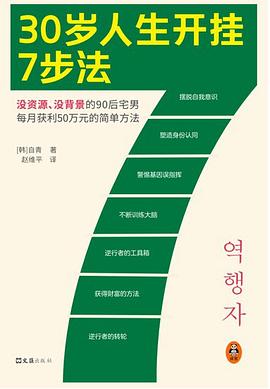 30岁人生开挂
7步法
没资源、没背景的90后宅男
每月获利50万元的简单方法
[韩]自青 著
赵维平 译
摆脱自我意识
塑造身份认同
警惕基因误指挥
不断训练大脑
逆行者的工具箱
获得财富的方法
逆行者的转轮
역행자
文匯出版社